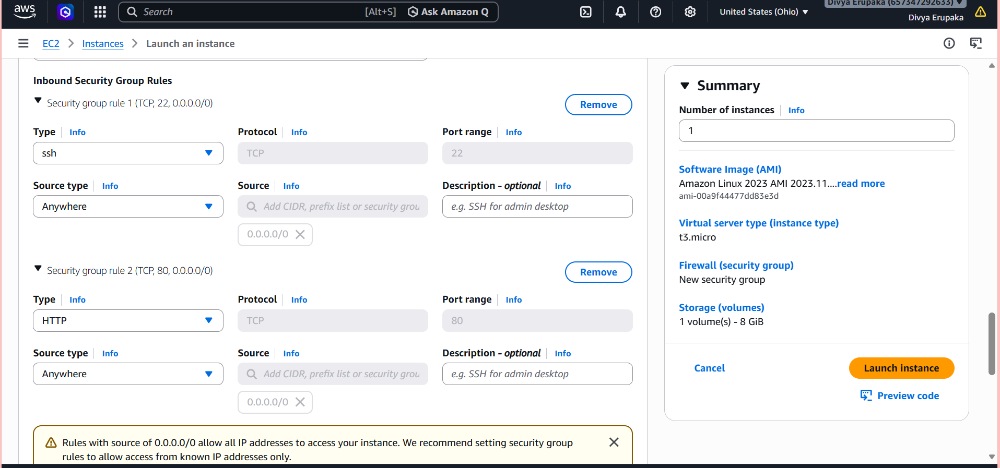 aws
Search [Alt+S] Ask Amazon Q
United States (Ohio)
Divya Erupaka (657347292633)
Divya Erupaka
EC2 Instances Launch an instance
Inbound Security Group Rules
Security group rule 1 (TCP, 22, 0.0.0.0/0) Remove
Type Info Protocol Info Port range Info
ssh TCP 22
Source type Info Source Info Description - optional Info
Anywhere Add CIDR, prefix list or security grou e.g. SSH for admin desktop
0.0.0.0/0
Security group rule 2 (TCP, 80, 0.0.0.0/0) Remove
Type Info Protocol Info Port range Info
HTTP TCP 80
Source type Info Source Info Description - optional Info
Anywhere Add CIDR, prefix list or security grou e.g. SSH for admin desktop
0.0.0.0/0
Rules with source of 0.0.0.0/0 allow all IP addresses to access your instance. We recommend setting security group
rules to allow access from known IP addresses only.
Summary
Number of instances Info
1
Software Image (AMI)
Amazon Linux 2023 AMI 2023.11....read more
ami-00a9f44477dd83e3d
Virtual server type (instance type)
t3.micro
Firewall (security group)
New security group
Storage (volumes)
1 volume(s) - 8 GiB
Cancel Launch instance
Preview code